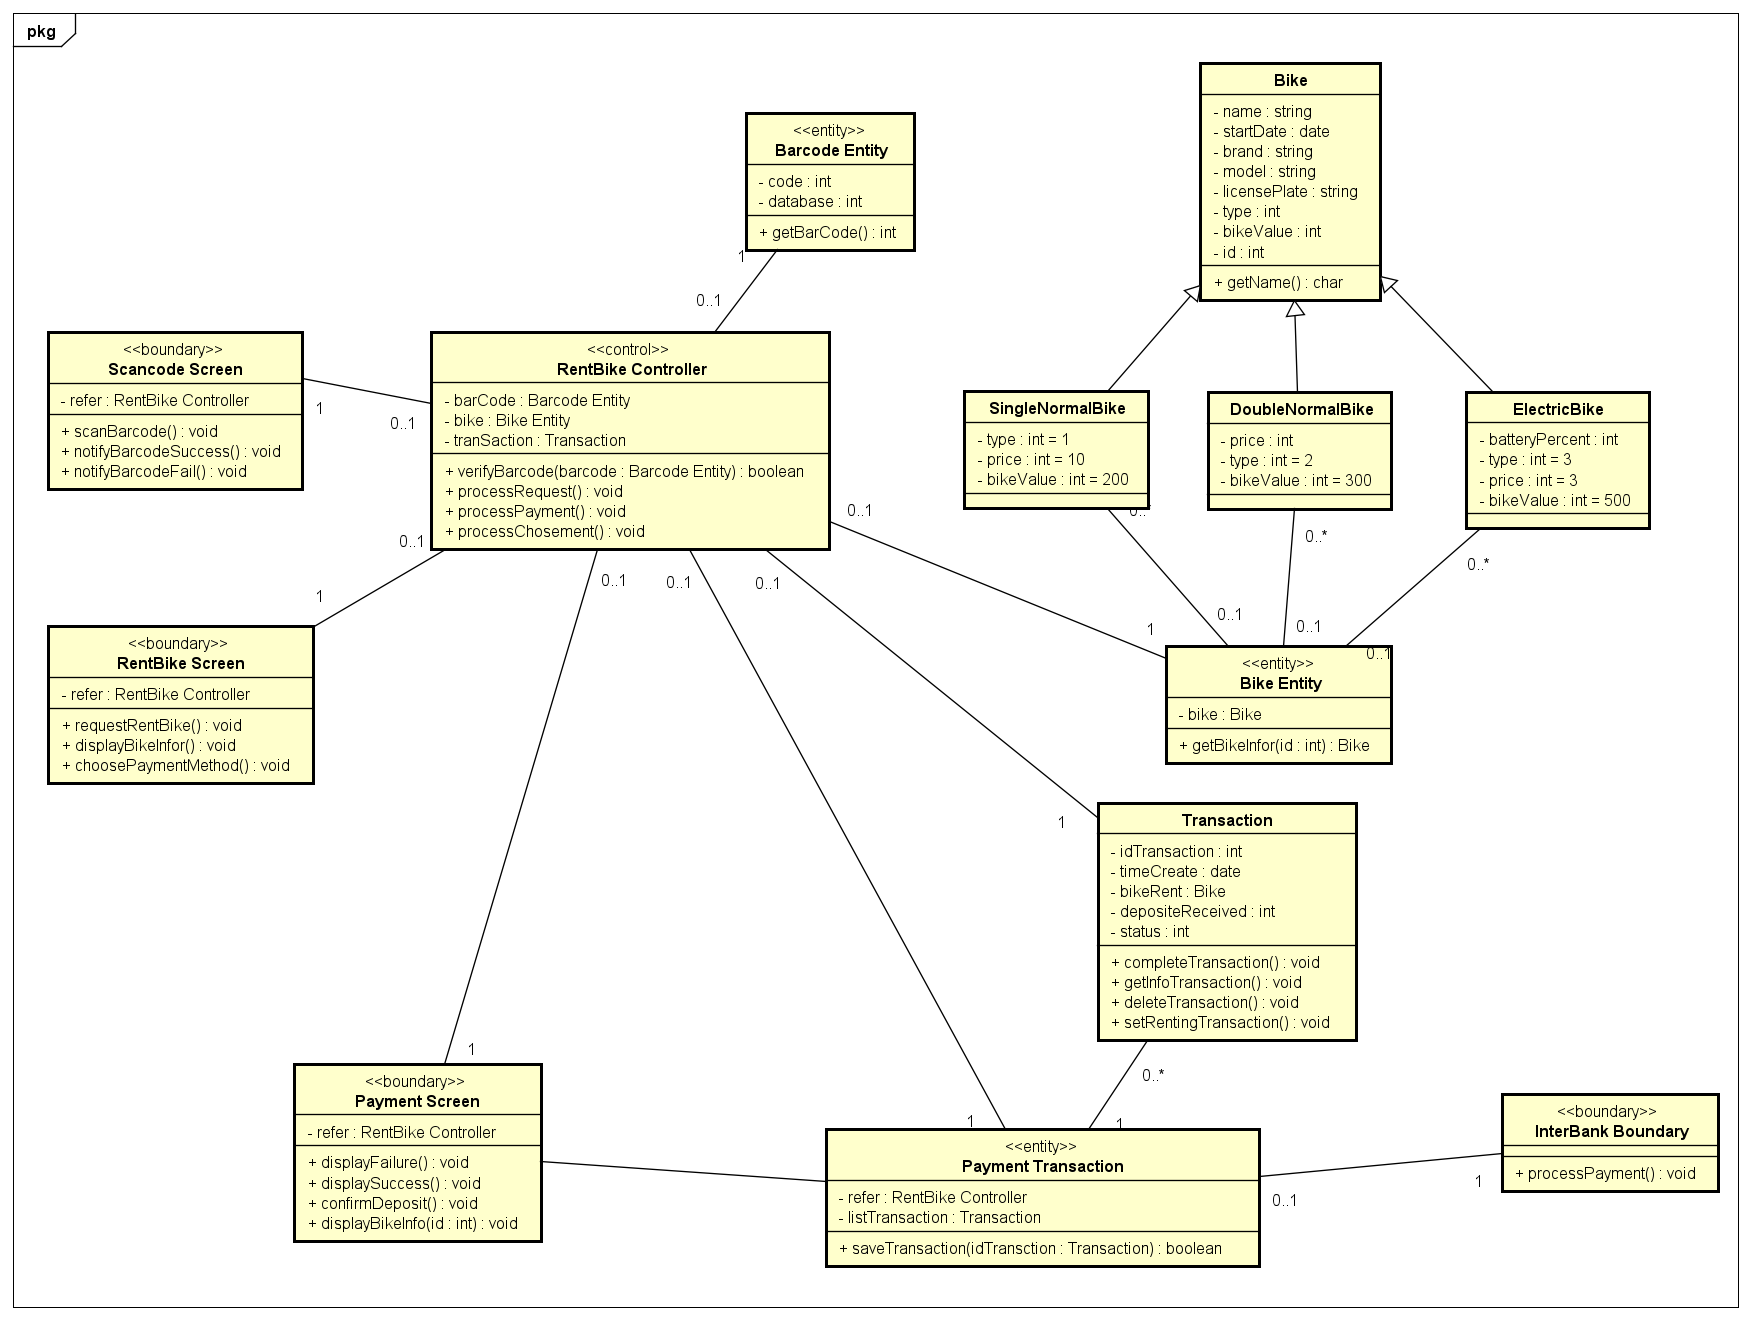 pkg
Bike
- name : string
- startDate : date
- brand : string
- model : string
- licensePlate : string
- type : int
- bikeValue : int
- id : int
+ getName() : char
<<entity>>
Barcode Entity
- code : int
- database : int
+ getBarCode() : int
1
0..1
<<boundary>>
Scancode Screen
- refer : RentBike Controller
+ scanBarcode() : void
+ notifyBarcodeSuccess() : void
+ notifyBarcodeFail() : void
1
0..1
<<control>>
RentBike Controller
- barCode : Barcode Entity
- bike : Bike Entity
- tranSaction : Transaction
+ verifyBarcode(barcode : Barcode Entity) : boolean
+ processRequest() : void
+ processPayment() : void
+ processChosement() : void
SingleNormalBike
- type : int = 1
- price : int = 10
- bikeValue : int = 200
DoubleNormalBike
- price : int
- type : int = 2
- bikeValue : int = 300
ElectricBike
- batteryPercent : int
- type : int = 3
- price : int = 3
- bikeValue : int = 500
0..1
0..*
0..*
0..1
0..1
0..1
0..1
0..1
1
0..1
0..1
0..1
1
<<boundary>>
RentBike Screen
- refer : RentBike Controller
+ requestRentBike() : void
+ displayBikeInfor() : void
+ choosePaymentMethod() : void
<<entity>>
Bike Entity
- bike : Bike
+ getBikeInfor(id : int) : Bike
1
Transaction
- idTransaction : int
- timeCreate : date
- bikeRent : Bike
- depositeReceived : int
- status : int
+ completeTransaction() : void
+ getInfoTransaction() : void
+ deleteTransaction() : void
+ setRentingTransaction() : void
0..*
1
1
1
<<boundary>>
Payment Screen
- refer : RentBike Controller
+ displayFailure() : void
+ displaySuccess() : void
+ confirmDeposit() : void
+ displayBikeInfo(id : int) : void
<<entity>>
Payment Transaction
- refer : RentBike Controller
- listTransaction : Transaction
+ saveTransaction(idTransction : Transaction) : boolean
0..1
1
<<boundary>>
InterBank Boundary
+ processPayment() : void